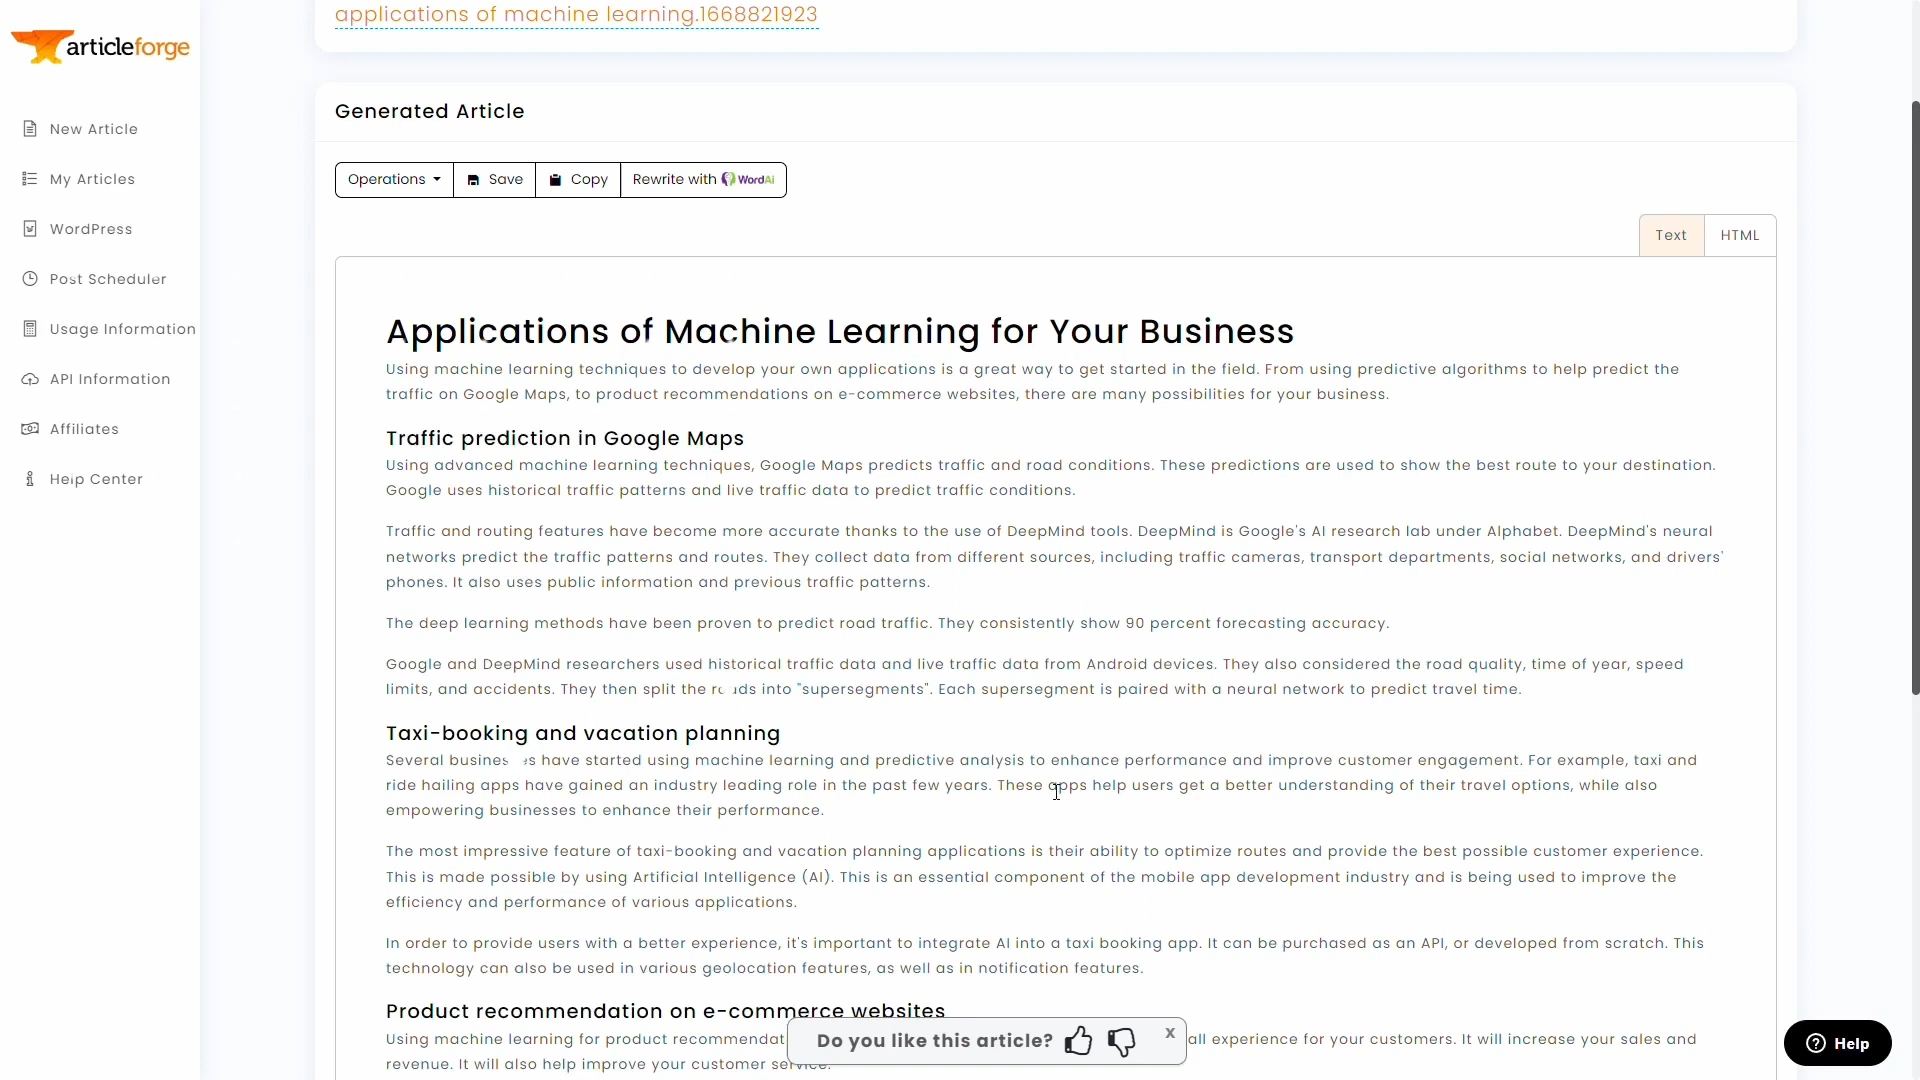 applications of machine learning.1668821923
articleforge
Generated Article
New Article
My Articles
WordPress
Post Scheduler
Usage Information
API Information
Affiliates
Help Center
Operations
Save
Copy
Rewrite with WordAi
Text
HTML
Applications of Machine Learning for Your Business
Using machine learning techniques to develop your own applications is a great way to get started in the field. From using predictive algorithms to help predict the
traffic on Google Maps, to product recommendations on e-commerce websites, there are many possibilities for your business.
Traffic prediction in Google Maps
Using advanced machine learning techniques, Google Maps predicts traffic and road conditions. These predictions are used to show the best route to your destination.
Google uses historical traffic patterns and live traffic data to predict traffic conditions.
Traffic and routing features have become more accurate thanks to the use of DeepMind tools. DeepMind is Google's AI research lab under Alphabet. DeepMind's neural
networks predict the traffic patterns and routes. They collect data from different sources, including traffic cameras, transport departments, social networks, and drivers'
phones. It also uses public information and previous traffic patterns.
The deep learning methods have been proven to predict road traffic. They consistently show 90 percent forecasting accuracy.
Google and DeepMind researchers used historical traffic data and live traffic data from Android devices. They also considered the road quality, time of year, speed
limits, and accidents. They then split the roads into "supersegments". Each supersegment is paired with a neural network to predict travel time.
Taxi-booking and vacation planning
Several businesses have started using machine learning and predictive analysis to enhance performance and improve customer engagement. For example, taxi and
ride hailing apps have gained an industry leading role in the past few years. These apps help users get a better understanding of their travel options, while also
empowering businesses to enhance their performance.
The most impressive feature of taxi-booking and vacation planning applications is their ability to optimize routes and provide the best possible customer experience.
This is made possible by using Artificial Intelligence (AI). This is an essential component of the mobile app development industry and is being used to improve the
efficiency and performance of various applications.
In order to provide users with a better experience, it's important to integrate AI into a taxi booking app. It can be purchased as an API, or developed from scratch. This
technology can also be used in various geolocation features, as well as in notification features.
Product recommendation on e-commerce websites
Using machine learning for product recommendat all experience for your customers. It will increase your sales and
revenue. It will also help improve your customer service.
Do you like this article?
x
Help